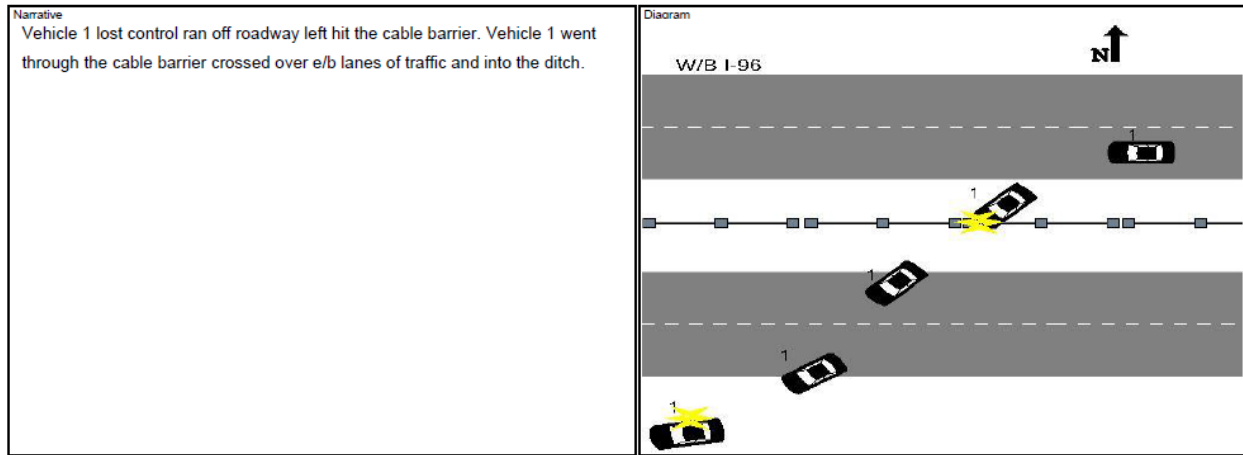 Narrative
Vehicle 1 lost control ran off roadway left hit the cable barrier. Vehicle 1 went
through the cable barrier crossed over e/b lanes of traffic and into the ditch.
Diagram
N
W/B I-96
1
1
1
1
1